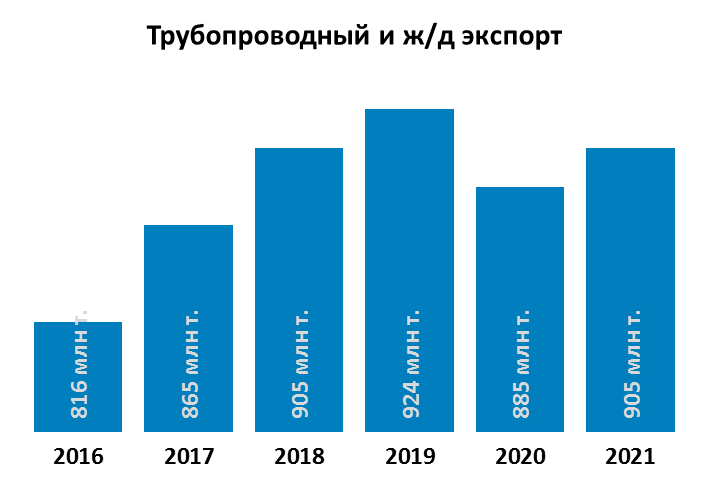 Трубопроводный и ж/д экспорт
816 млн т.
865 млн т.
905 млн т.
924 млн т.
885 млн т.
905 млн т.
2016
2017
2018
2019
2020
2021